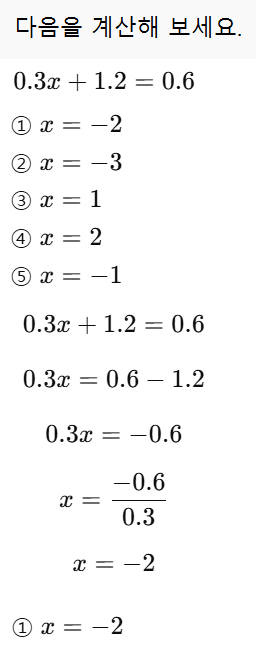 다음을 계산해 보세요.
0.3x + 1.2 = 0.6
① x = −2
② x = −3
③ x = 1
④ x = 2
⑤ x = −1
0.3x + 1.2 = 0.6
0.3x = 0.6 − 1.2
0.3x = −0.6
x = \frac{−0.6}{0.3}
x = −2
① x = −2